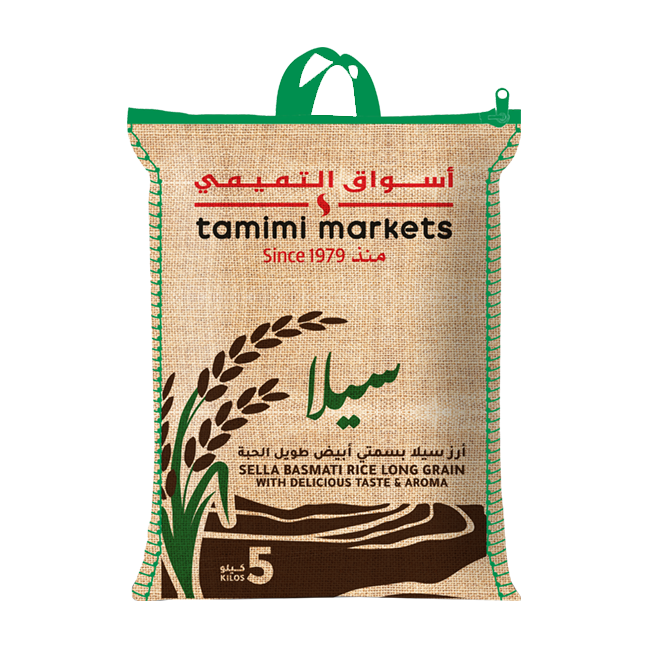 أسواق التميمي
tamimi markets
Since 1979 منذ
سيلا
أرز سيلا بسمتي أبيض طويل الحبة
SELLA BASMATI RICE LONG GRAIN
WITH DELICIOUS TASTE & AROMA
كيلو 5
KILOS